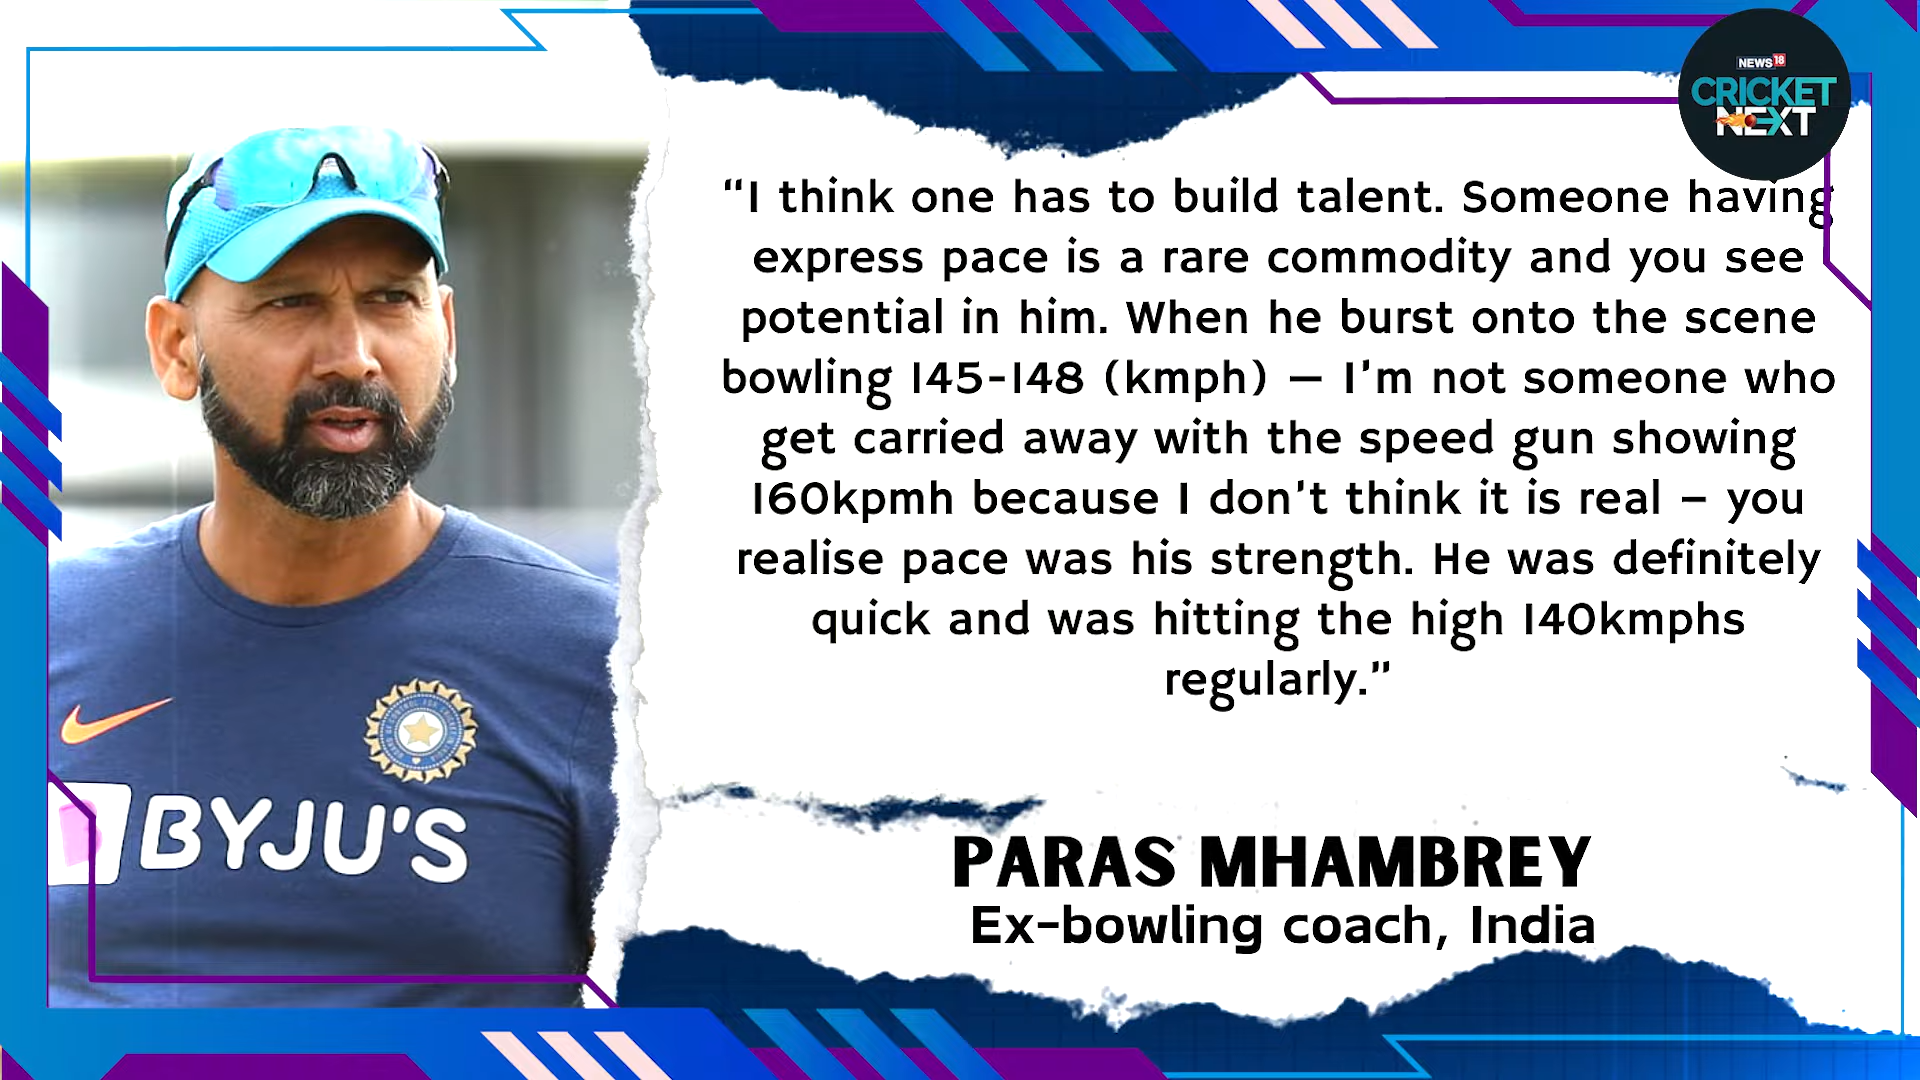 NEWS18
CRICKET
NEXT
“I think one has to build talent. Someone having
express pace is a rare commodity and you see
potential in him. When he burst onto the scene
bowling 145-148 (kmph) — I’m not someone who
get carried away with the speed gun showing
160kpmh because I don’t think it is real – you
realise pace was his strength. He was definitely
quick and was hitting the high 140kmphs
regularly.”
BYJU'S
PARAS MHAMBREY
Ex-bowling coach, India